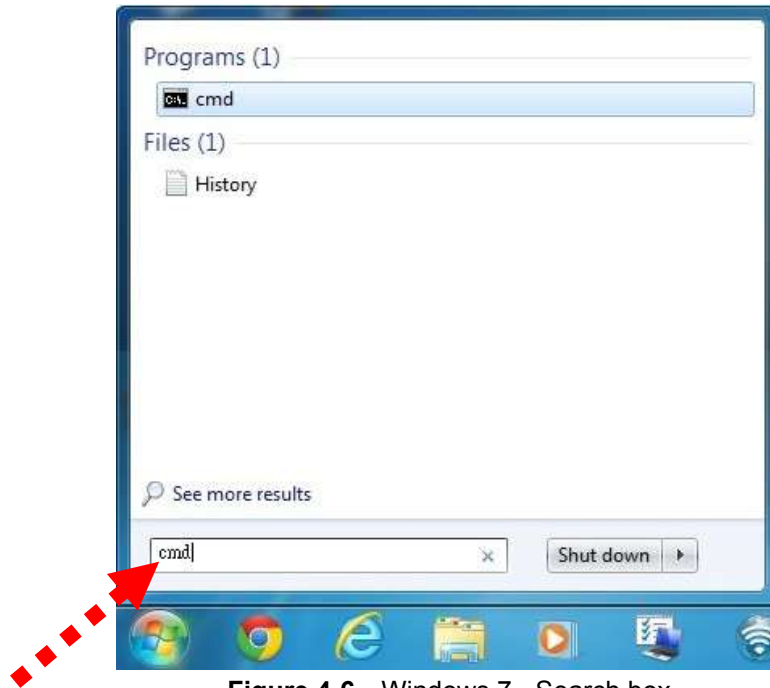 Programs (1)
C:\. cmd
Files (1)
History
See more results
cmd
Shut down
Figure 4-6 Windows 7 - Search box